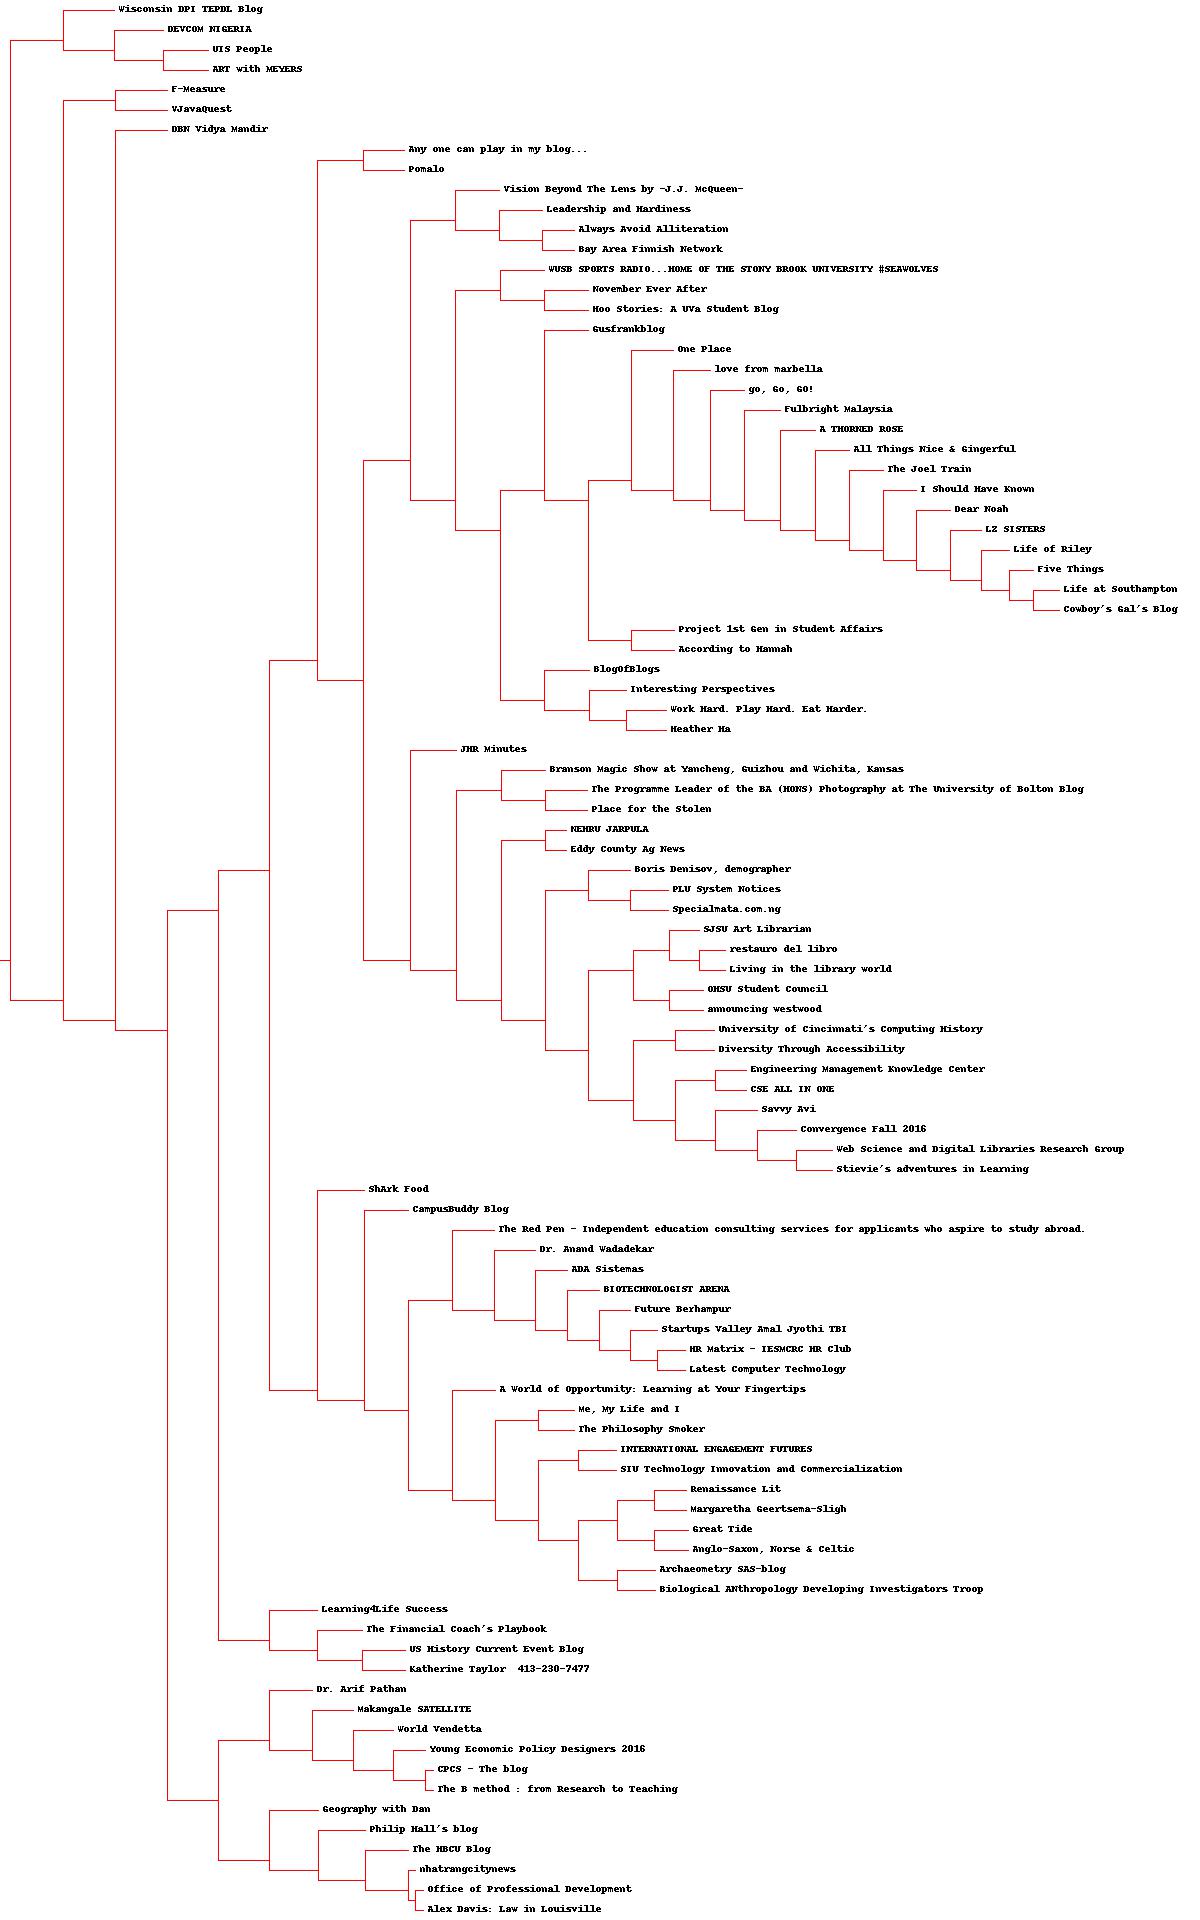 Wisconsin DPI TEPDL Blog
DEVCOM NIGERIA
UIS People
ART with MEYERS
F-Measure
VJavaQuest
DBN Vidya Mandir
Any one can play in my blog...
Pomalo
Vision Beyond The Lens by -J.J. McQueen-
Leadership and Hardiness
Always Avoid Alliteration
Bay Area Finnish Network
WUSB SPORTS RADIO...HOME OF THE STONY BROOK UNIVERSITY #SEAWOLVES
November Ever After
Hoo Stories: A UVa Student Blog
Gusfrankblog
One Place
love from marbella
go, Go, GO!
Fulbright Malaysia
A THORNED ROSE
All Things Nice & Gingerful
The Joel Train
I Should Have Known
Dear Noah
LZ SISTERS
Life of Riley
Five Things
Life at Southampton
Cowboy's Gal's Blog
Project 1st Gen in Student Affairs
According to Hannah
BlogOfBlogs
Interesting Perspectives
Work Hard. Play Hard. Eat Harder.
Heather Ma
JHR Minutes
Branson Magic Show at Yancheng, Guizhou and Wichita, Kansas
The Programme Leader of the BA (HONS) Photography at The University of Bolton Blog
Place for the Stolen
NEHRU JARPULA
Eddy County Ag News
Boris Denisov, demographer
PLU System Notices
Specialmata.com.ng
SJSU Art Librarian
restauro del libro
Living in the library world
OHSU Student Council
announcing westwood
University of Cincinnati's Computing History
Diversity Through Accessibility
Engineering Management Knowledge Center
CSE ALL IN ONE
Savvy Avi
Convergence Fall 2016
Web Science and Digital Libraries Research Group
Stievie's adventures in Learning
ShArk Food
CampusBuddy Blog
The Red Pen - Independent education consulting services for applicants who aspire to study abroad.
Dr. Anand Wadadekar
ADA Sistemas
BIOTECHNOLOGIST ARENA
Future Berhampur
Startups Valley Amal Jyothi TBI
HR Matrix - IESMCRC HR Club
Latest Computer Technology
A World of Opportunity: Learning at Your Fingertips
Me, My Life and I
The Philosophy Smoker
INTERNATIONAL ENGAGEMENT FUTURES
SIU Technology Innovation and Commercialization
Renaissance Lit
Margaretha Geertsema-Sligh
Great Tide
Anglo-Saxon, Norse & Celtic
Archaeometry SAS-blog
Biological ANthropology Developing Investigators Troop
Learning4Life Success
The Financial Coach's Playbook
US History Current Event Blog
Katherine Taylor  413-230-7477
Dr. Arif Pathan
Makangale SATELLITE
World Vendetta
Young Economic Policy Designers 2016
CPCS - The blog
The B method : from Research to Teaching
Geography with Dan
Philip Hall's blog
The HBCU Blog
nhatrangcitynews
Office of Professional Development
Alex Davis: Law in Louisville